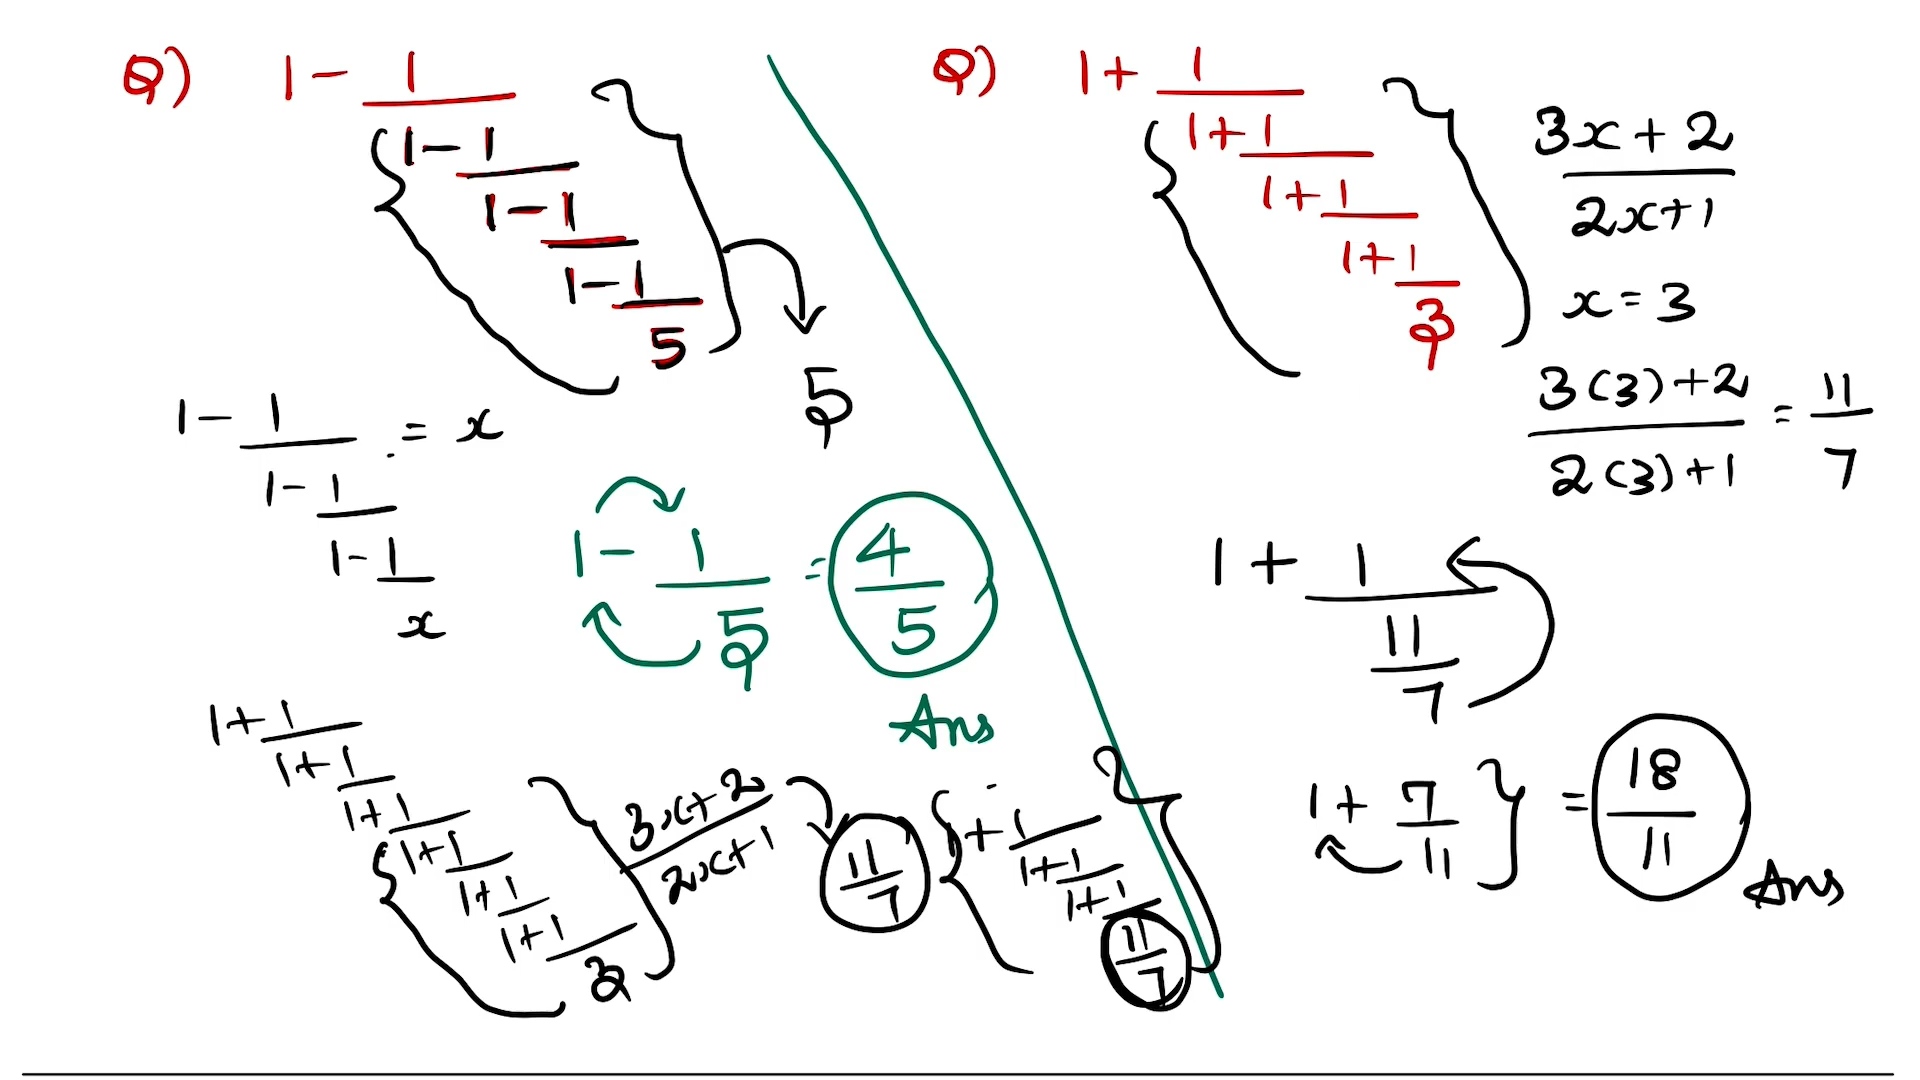 Q) 1 - 1
1 - 1
1 - 1
1 - 1
5
5
1 - 1 = x
1 - 1
1 - 1
x
1 - 1 = 4
5 5
Ans
1 + 1
1 + 1
1 + 1
1 + 1
1 + 1
1 + 1
3
3x + 2
2x + 1
11
7
1 + 1
1 + 1
1 + 1
11
7
Q) 1 + 1
1 + 1
1 + 1
1 + 1
3
3x + 2
2x + 1
x = 3
3(3) + 2 = 11
2(3) + 1 7
1 + 1
11
7
1 + 7 } = 18
11 11
Ans